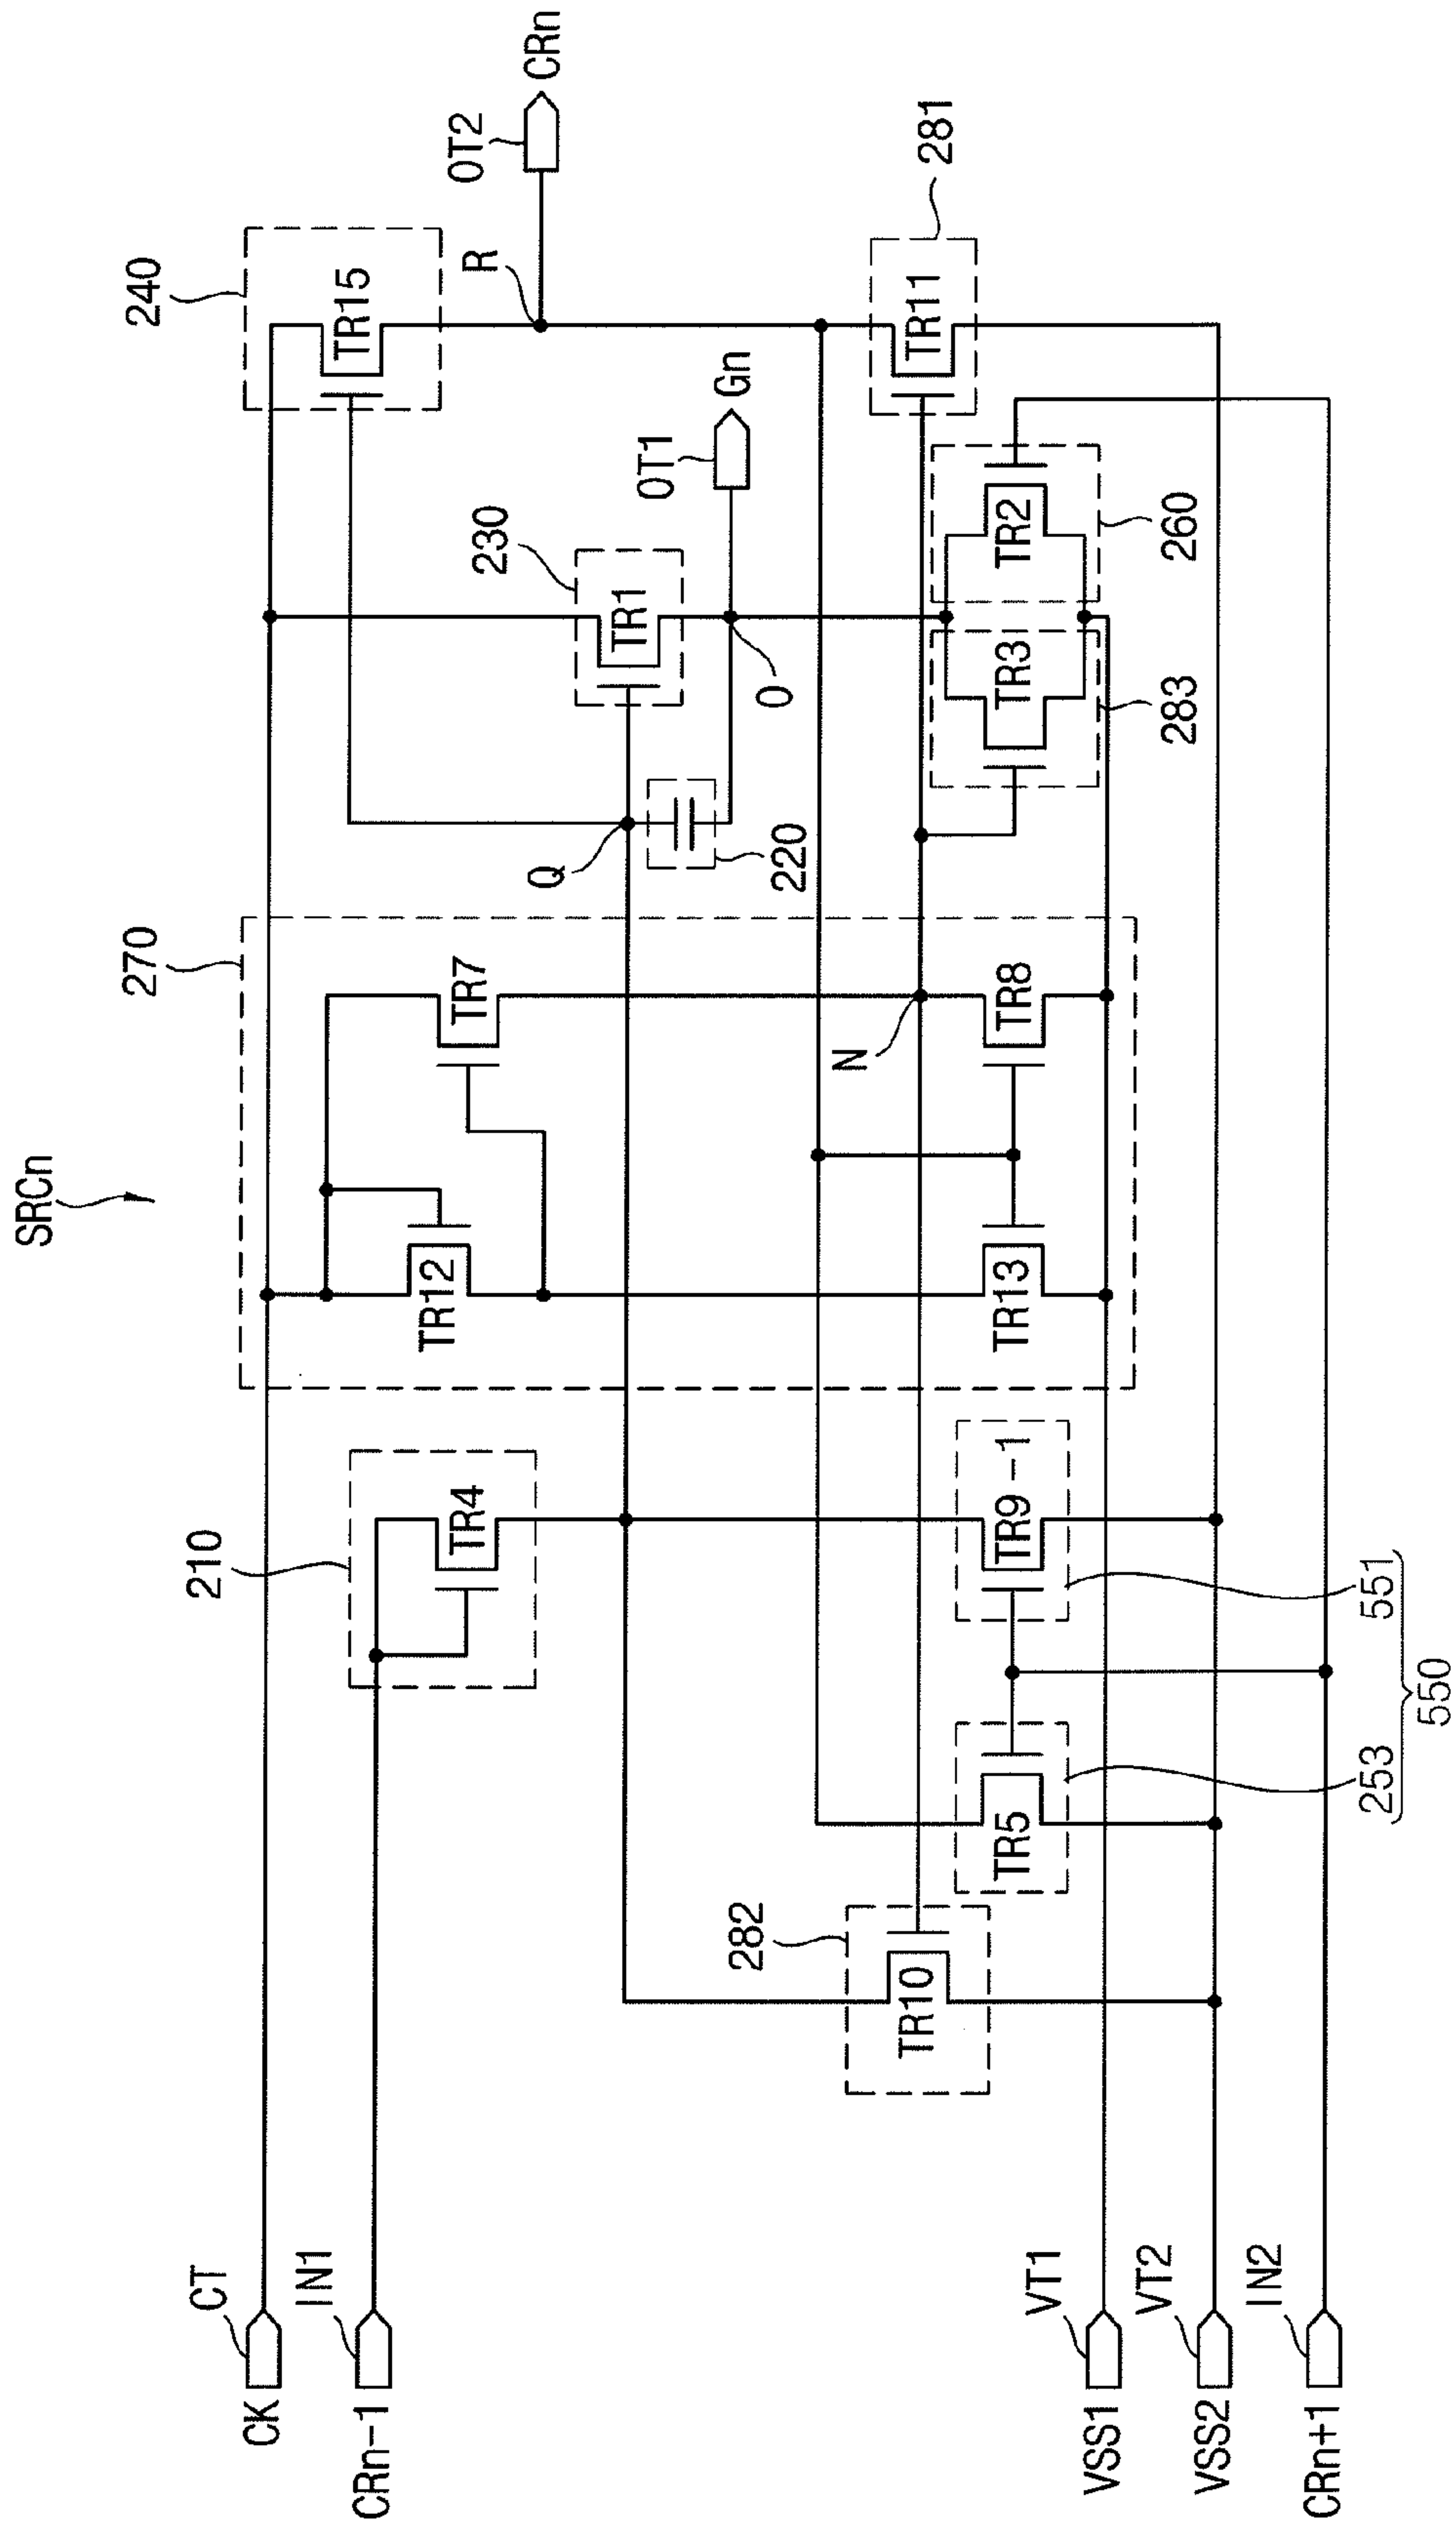 SRCn
CT
CK
IN1
CRn-1
210
TR4
270
TR12
TR7
TR13
TR8
N
240
TR15
R
OT2
CRn
230
TR1
Q
220
O
OT1
Gn
281
TR11
TR3
283
TR2
260
282
TR10
TR5
253
TR9-1
551
550
VT1
VSS1
VT2
VSS2
IN2
CRn+1